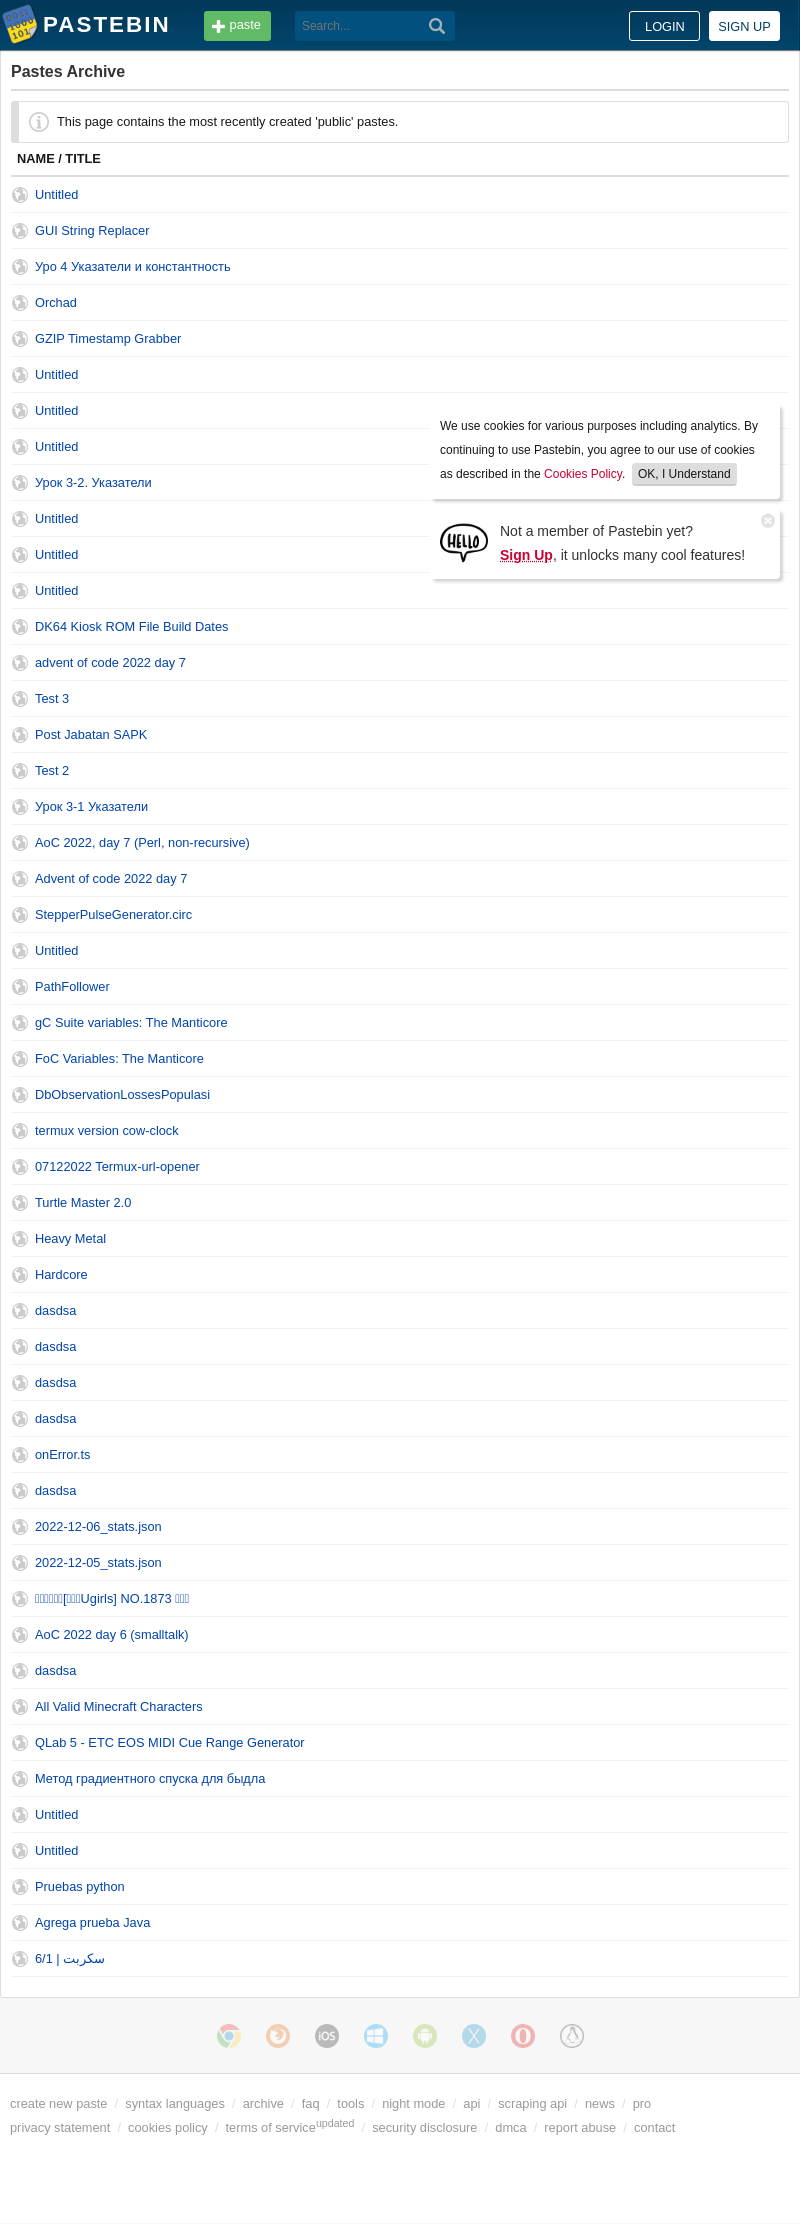 PASTEBIN
paste
Search...
LOGIN
SIGN UP
Pastes Archive
This page contains the most recently created 'public' pastes.
NAME / TITLE
Untitled
GUI String Replacer
Уро 4 Указатели и константность
Orchad
GZIP Timestamp Grabber
Untitled
Untitled
Untitled
Урок 3-2. Указатели
Untitled
Untitled
Untitled
We use cookies for various purposes including analytics. By
continuing to use Pastebin, you agree to our use of cookies
as described in the Cookies Policy. OK, I Understand
HELLO
Not a member of Pastebin yet?
Sign Up, it unlocks many cool features!
DK64 Kiosk ROM File Build Dates
advent of code 2022 day 7
Test 3
Post Jabatan SAPK
Test 2
Урок 3-1 Указатели
AoC 2022, day 7 (Perl, non-recursive)
Advent of code 2022 day 7
StepperPulseGenerator.circ
Untitled
PathFollower
gC Suite variables: The Manticore
FoC Variables: The Manticore
DbObservationLossesPopulasi
termux version cow-clock
07122022 Termux-url-opener
Turtle Master 2.0
Heavy Metal
Hardcore
dasdsa
dasdsa
dasdsa
dasdsa
onError.ts
dasdsa
2022-12-06_stats.json
2022-12-05_stats.json
Ugirls] NO.1873
AoC 2022 day 6 (smalltalk)
dasdsa
All Valid Minecraft Characters
QLab 5 - ETC EOS MIDI Cue Range Generator
Метод градиентного спуска для быдла
Untitled
Untitled
Pruebas python
Agrega prueba Java
سكربت | 6/1
iOS
create new paste / syntax languages / archive / faq / tools / night mode / api / scraping api / news / pro
privacy statement / cookies policy / terms of service updated / security disclosure / dmca / report abuse / contact